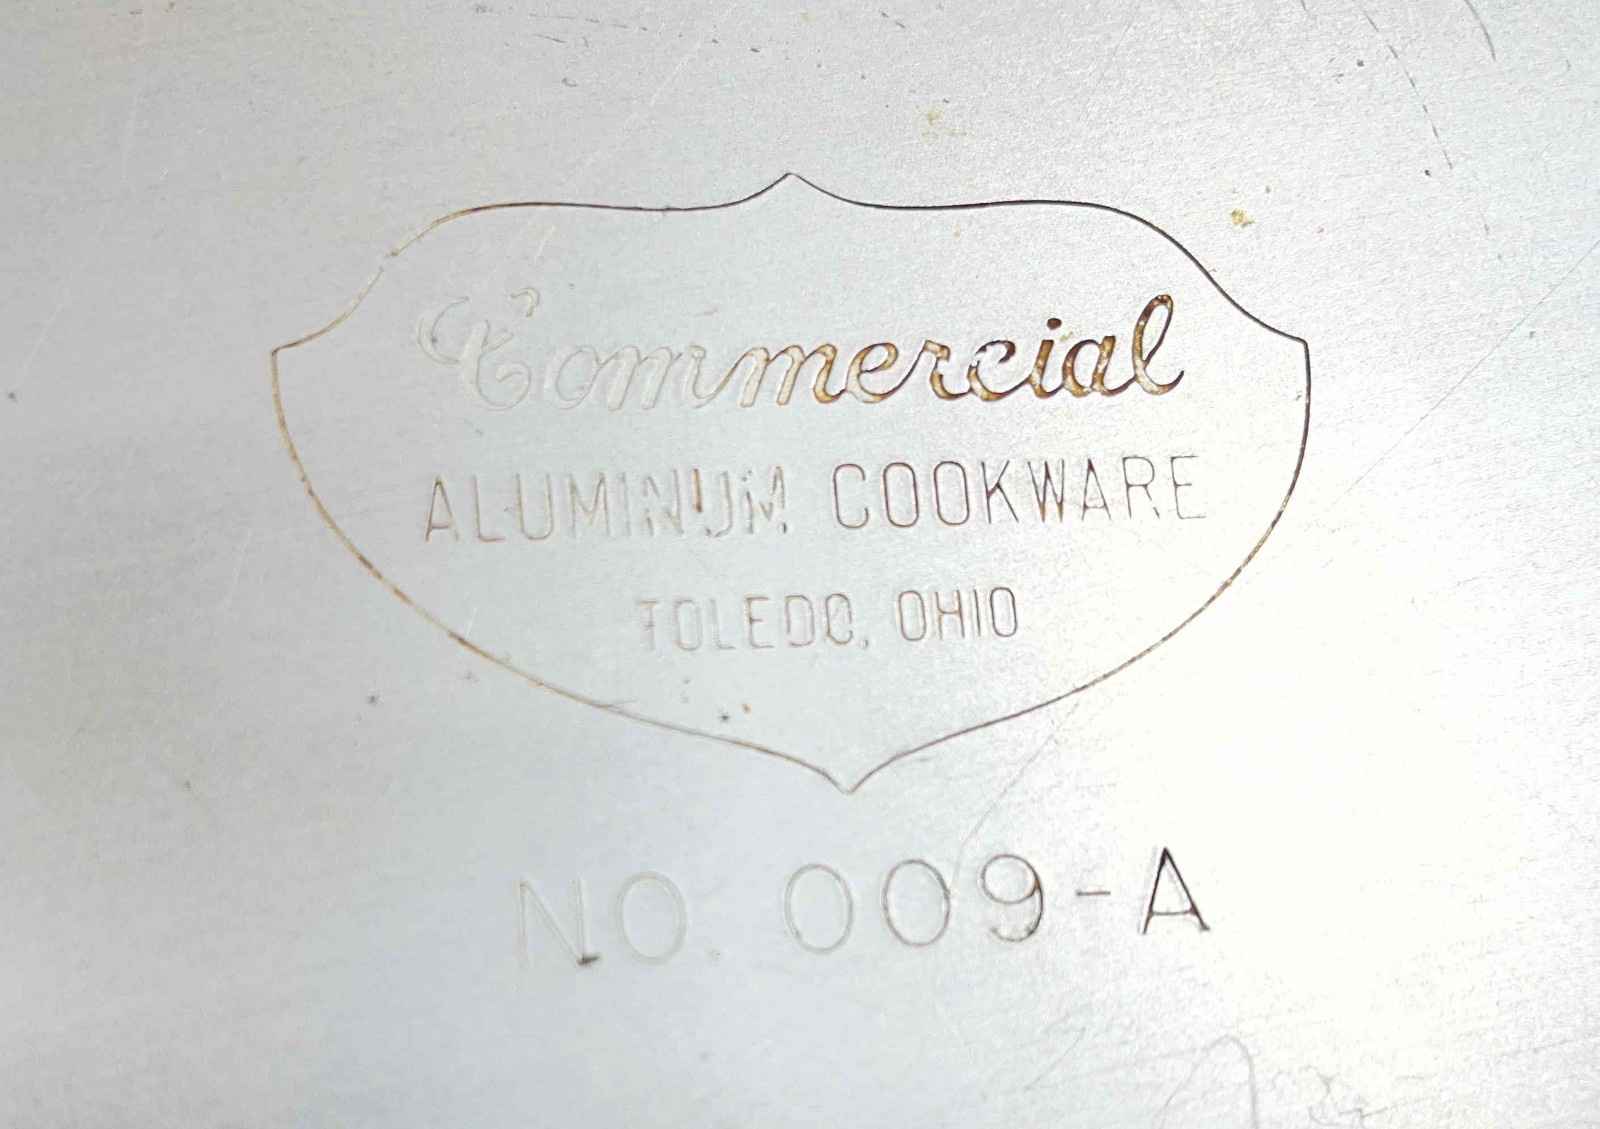 Commercial
ALUMINUM COOKWARE
TOLEDO, OHIO
NO. 009-A